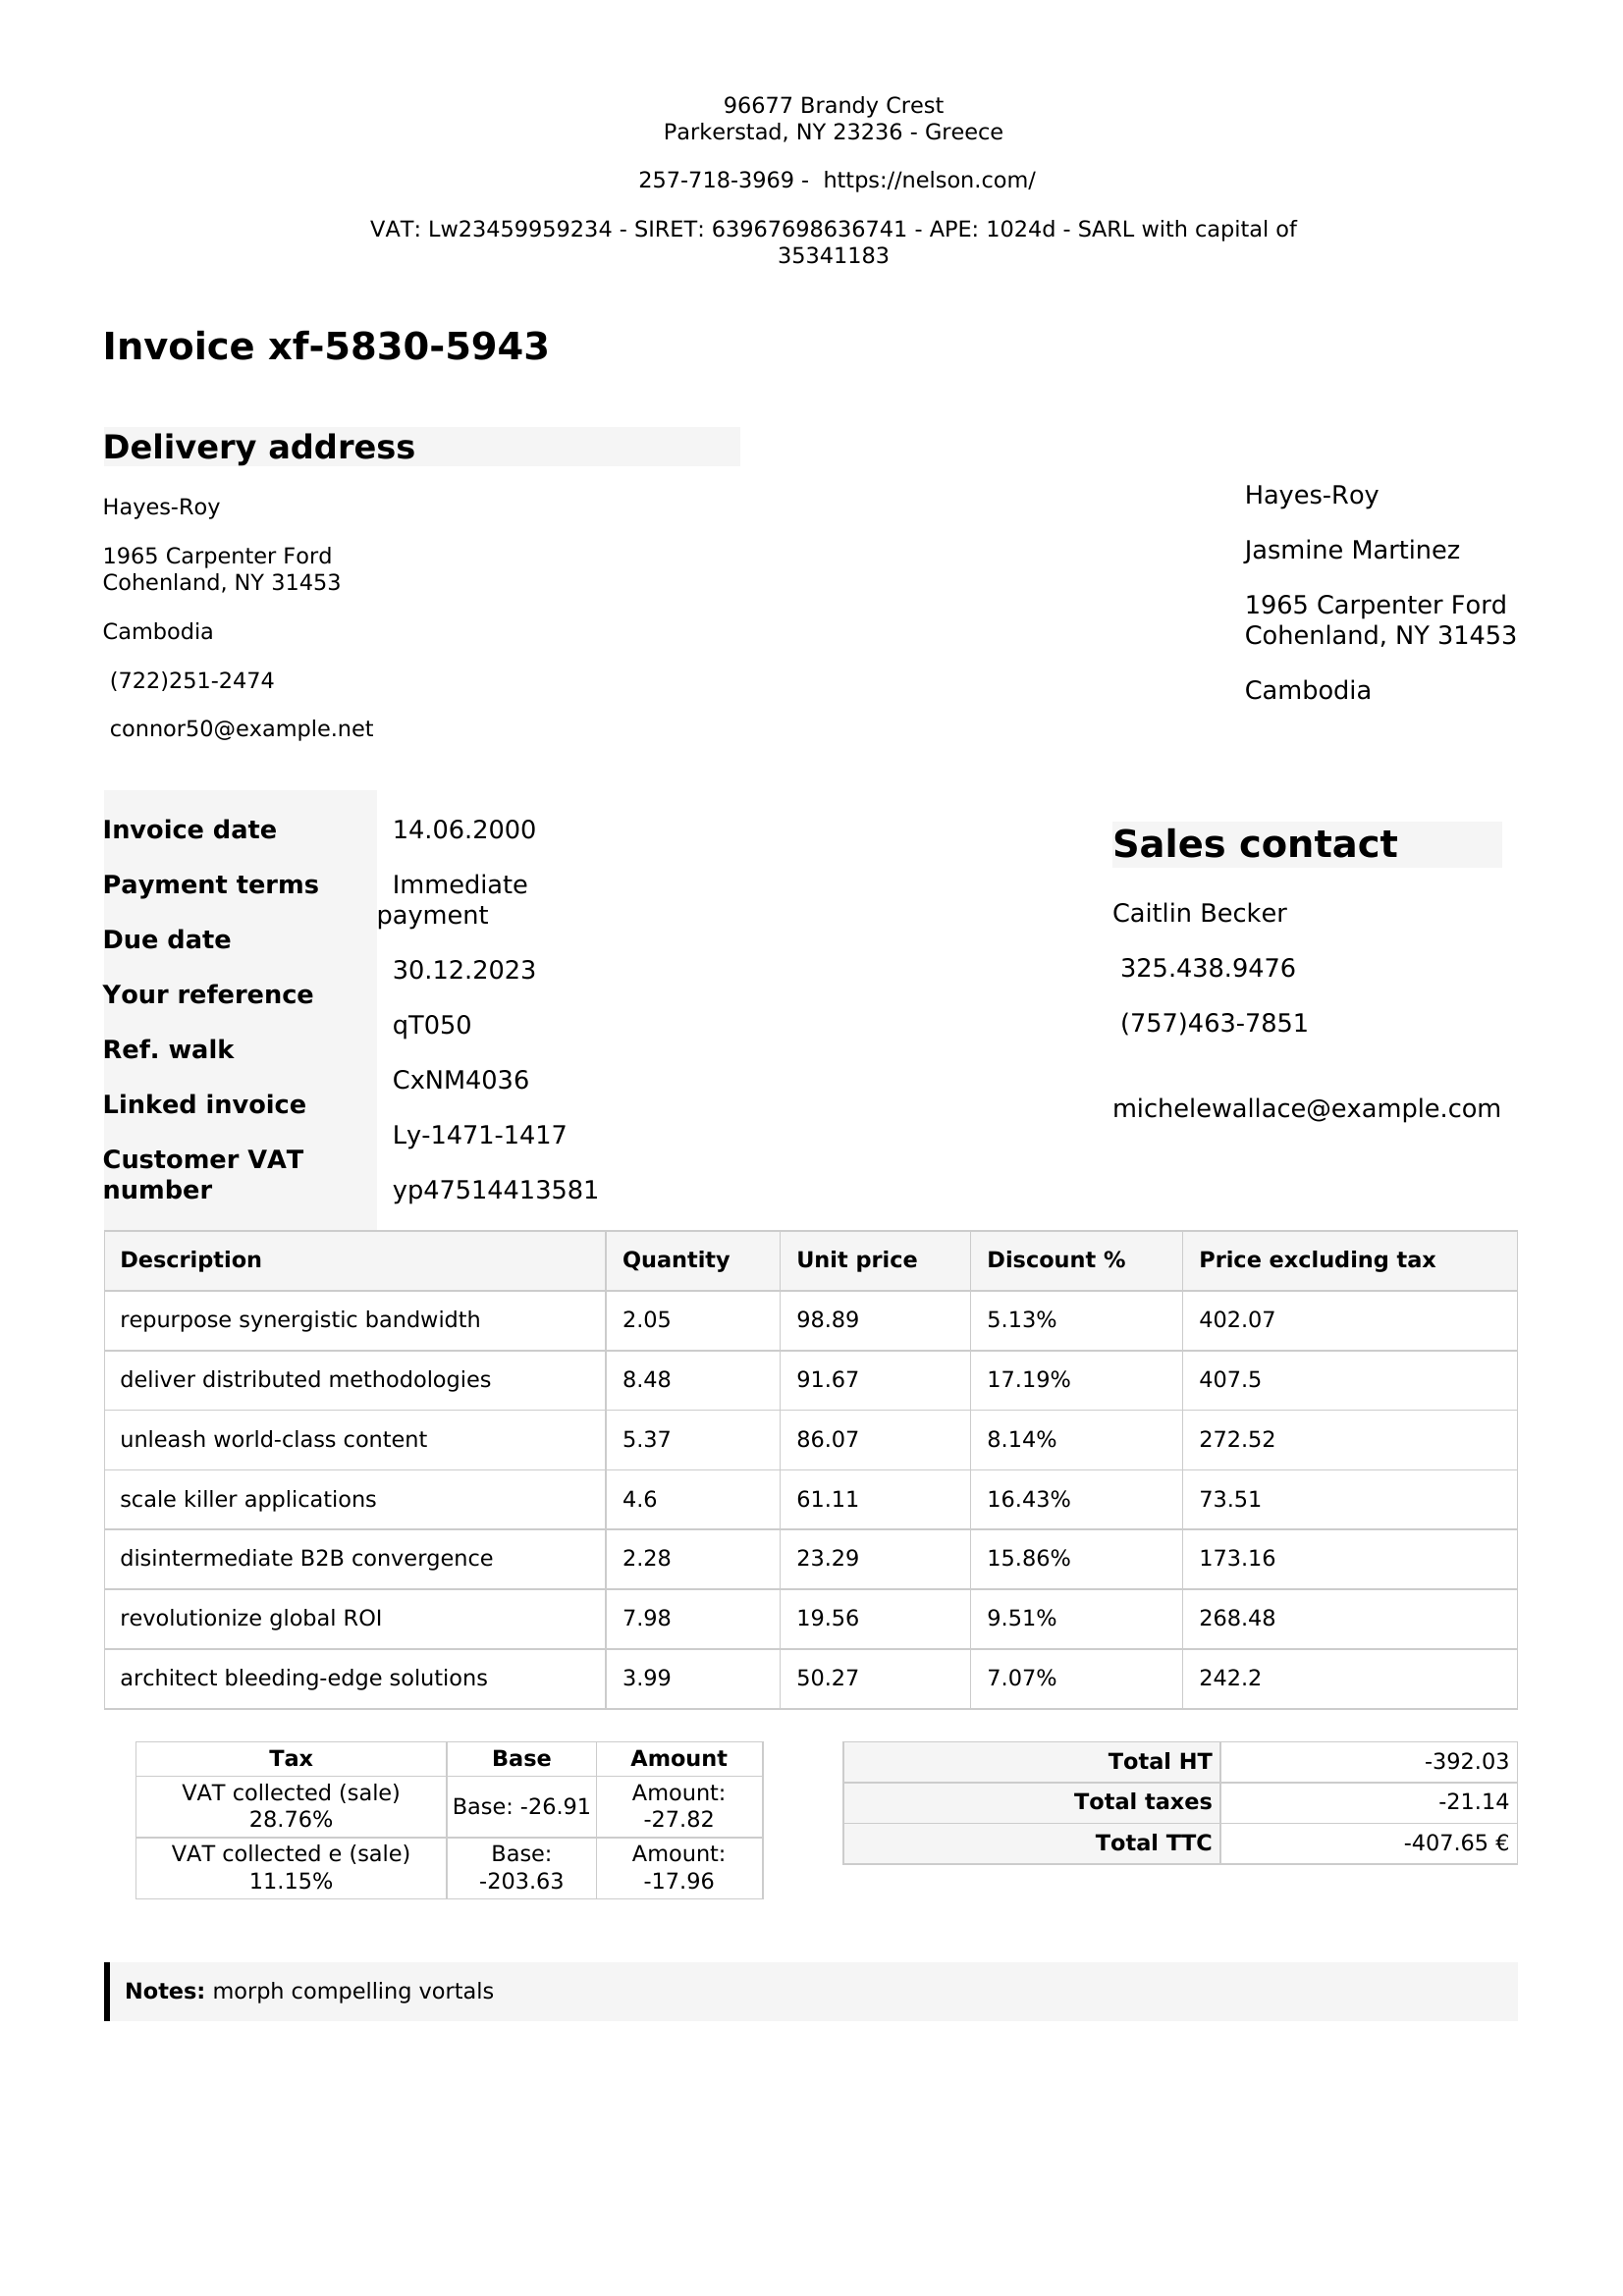 96677 Brandy Crest
Parkerstad, NY 23236 - Greece
257-718-3969 -  https://nelson.com/
VAT: Lw23459959234 - SIRET: 63967698636741 - APE: 1024d - SARL with capital of
35341183
Invoice xf-5830-5943
Delivery address
Hayes-Roy
1965 Carpenter Ford
Cohenland, NY 31453
Cambodia
(722)251-2474
connor50@example.net
Hayes-Roy
Jasmine Martinez
1965 Carpenter Ford
Cohenland, NY 31453
Cambodia
Invoice date
Payment terms
Due date
Your reference
Ref. walk
Linked invoice
Customer VAT
number
14.06.2000
Immediate
payment
30.12.2023
qT050
CxNM4036
Ly-1471-1417
yp47514413581
Sales contact
Caitlin Becker
325.438.9476
(757)463-7851
michelewallace@example.com
Description Quantity Unit price Discount % Price excluding tax
repurpose synergistic bandwidth 2.05 98.89 5.13% 402.07
deliver distributed methodologies 8.48 91.67 17.19% 407.5
unleash world-class content 5.37 86.07 8.14% 272.52
scale killer applications 4.6 61.11 16.43% 73.51
disintermediate B2B convergence 2.28 23.29 15.86% 173.16
revolutionize global ROI 7.98 19.56 9.51% 268.48
architect bleeding-edge solutions 3.99 50.27 7.07% 242.2
Tax Base Amount
VAT collected (sale)
28.76%
Base: -26.91
Amount:
-27.82
VAT collected e (sale)
11.15%
Base:
-203.63
Amount:
-17.96
Total HT -392.03
Total taxes -21.14
Total TTC -407.65 €
Notes: morph compelling vortals